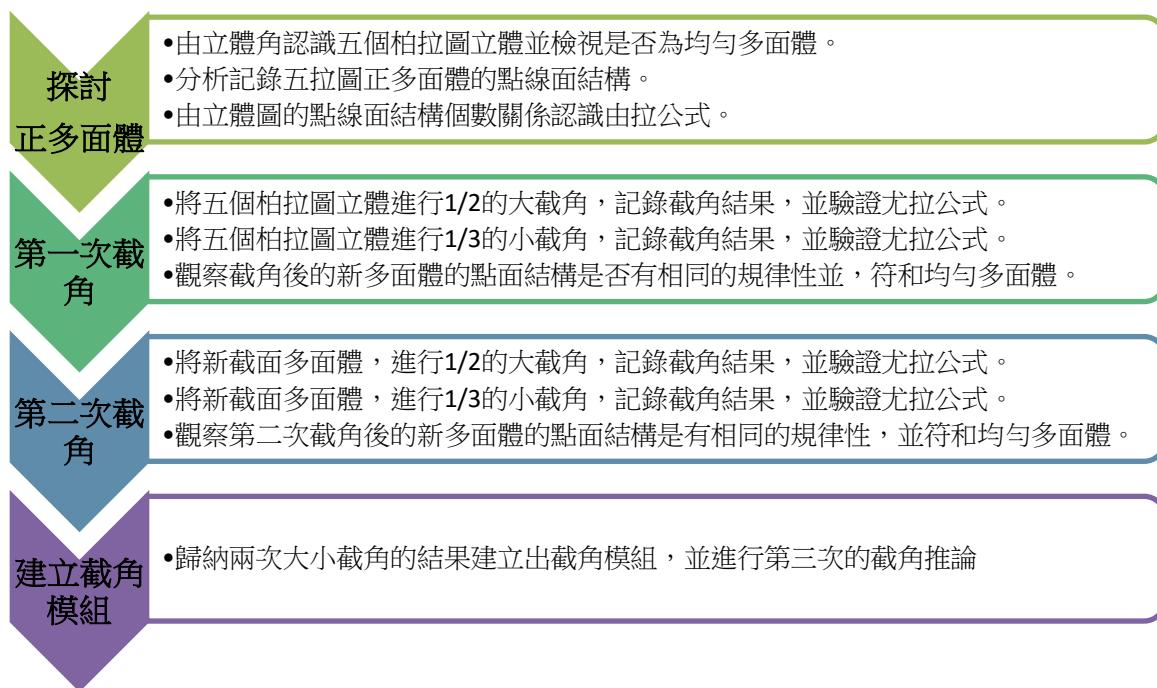 探討
正多面體
•由立體角認識五個柏拉圖立體並檢視是否為均勻多面體。
•分析記錄五拉圖正多面體的點線面結構。
•由立體圖的點線面結構個數關係認識由拉公式。
第一次截
角
•將五個柏拉圖立體進行1/2的大截角，記錄截角結果，並驗證尤拉公式。
•將五個柏拉圖立體進行1/3的小截角，記錄截角結果，並驗證尤拉公式。
•觀察截角後的新多面體的點面結構是否有相同的規律性並，符和均勻多面體。
第二次截
角
•將新截面多面體，進行1/2的大截角，記錄截角結果，並驗證尤拉公式。
•將新截面多面體，進行1/3的小截角，記錄截角結果，並驗證尤拉公式。
•觀察第二次截角後的新多面體的點面結構是有相同的規律性，並符和均勻多面體。
建立截角
模組
•歸納兩次大小截角的結果建立出截角模組，並進行第三次的截角推論